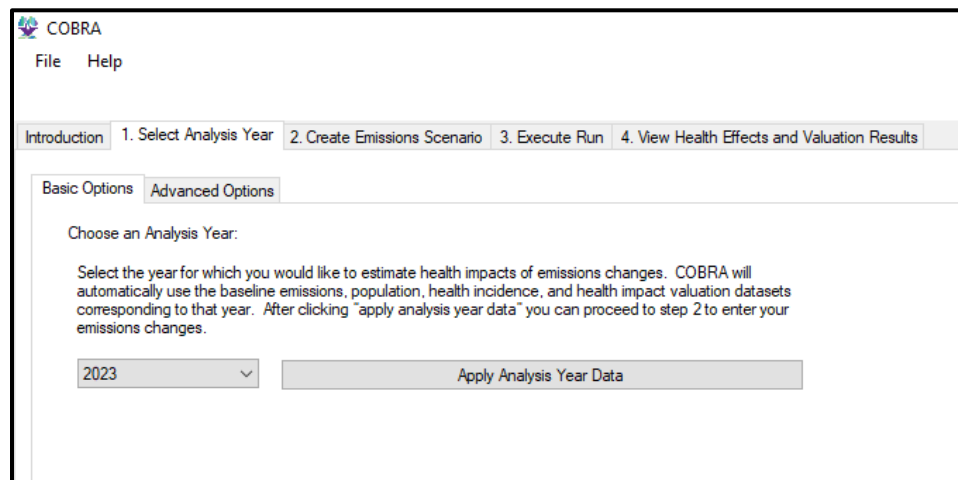 COBRA
File Help
Introduction 1. Select Analysis Year 2. Create Emissions Scenario 3. Execute Run 4. View Health Effects and Valuation Results
Basic Options Advanced Options
Choose an Analysis Year:
Select the year for which you would like to estimate health impacts of emissions changes. COBRA will
automatically use the baseline emissions, population, health incidence, and health impact valuation datasets
corresponding to that year. After clicking "apply analysis year data" you can proceed to step 2 to enter your
emissions changes.
2023 Apply Analysis Year Data